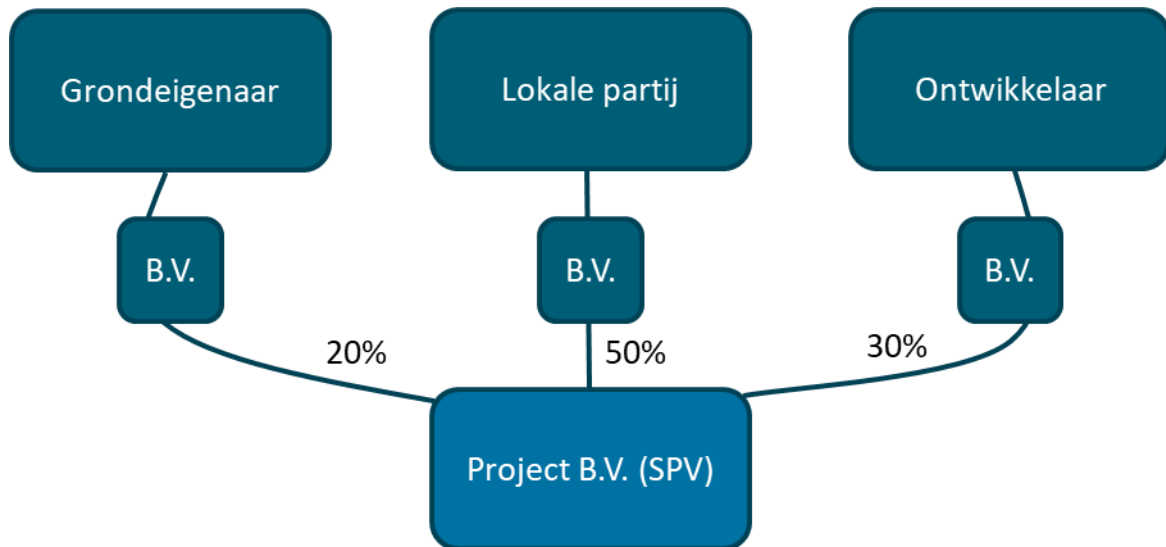 Grondeigenaar
Lokale partij
Ontwikkelaar
B.V.
B.V.
B.V.
20%
50%
30%
Project B.V. (SPV)